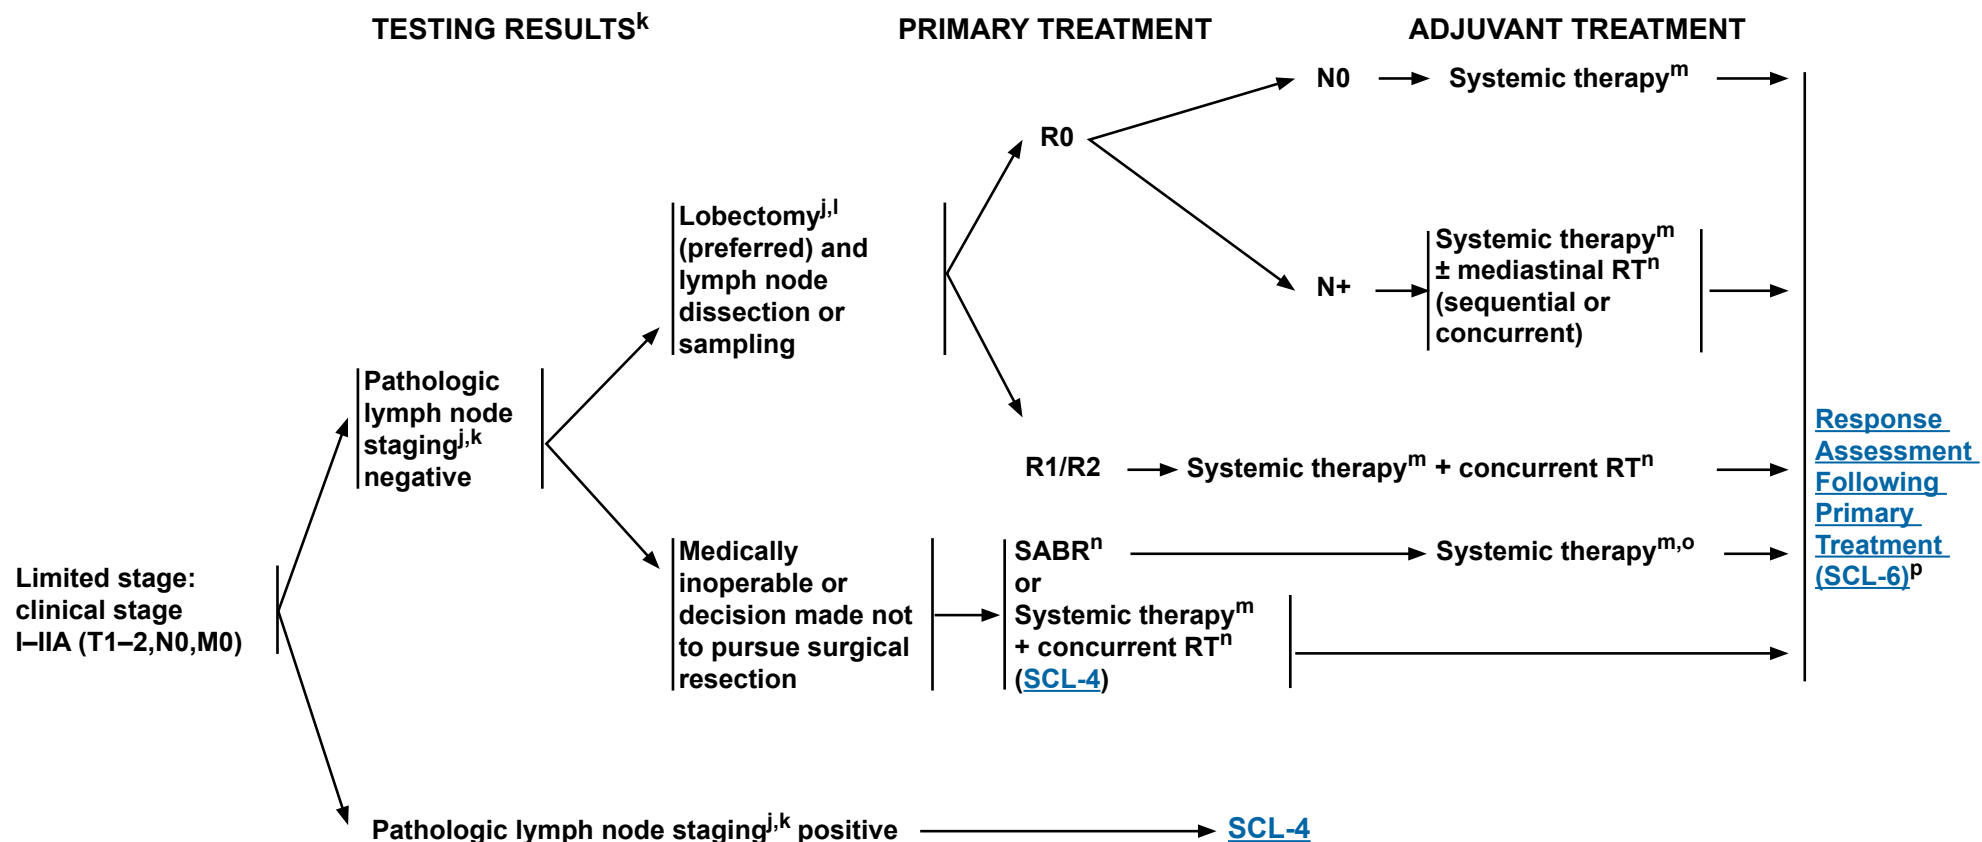 TESTING RESULTSᵏ
PRIMARY TREATMENT
ADJUVANT TREATMENT
Limited stage:
clinical stage
I–IIA (T1–2,N0,M0)
Pathologic
lymph node
stagingʲ,ᵏ
negative
Lobectomyʲ,ˡ
(preferred) and
lymph node
dissection or
sampling
R0
N0
Systemic therapyᵐ
N+
Systemic therapyᵐ
± mediastinal RTⁿ
(sequential or
concurrent)
R1/R2
Systemic therapyᵐ + concurrent RTⁿ
Medically
inoperable or
decision made not
to pursue surgical
resection
SABRⁿ
or
Systemic therapyᵐ
+ concurrent RTⁿ
(SCL-4)
Systemic therapyᵐ,ᵒ
Response
Assessment
Following
Primary
Treatment
(SCL-6)ᵖ
Pathologic lymph node stagingʲ,ᵏ positive
SCL-4